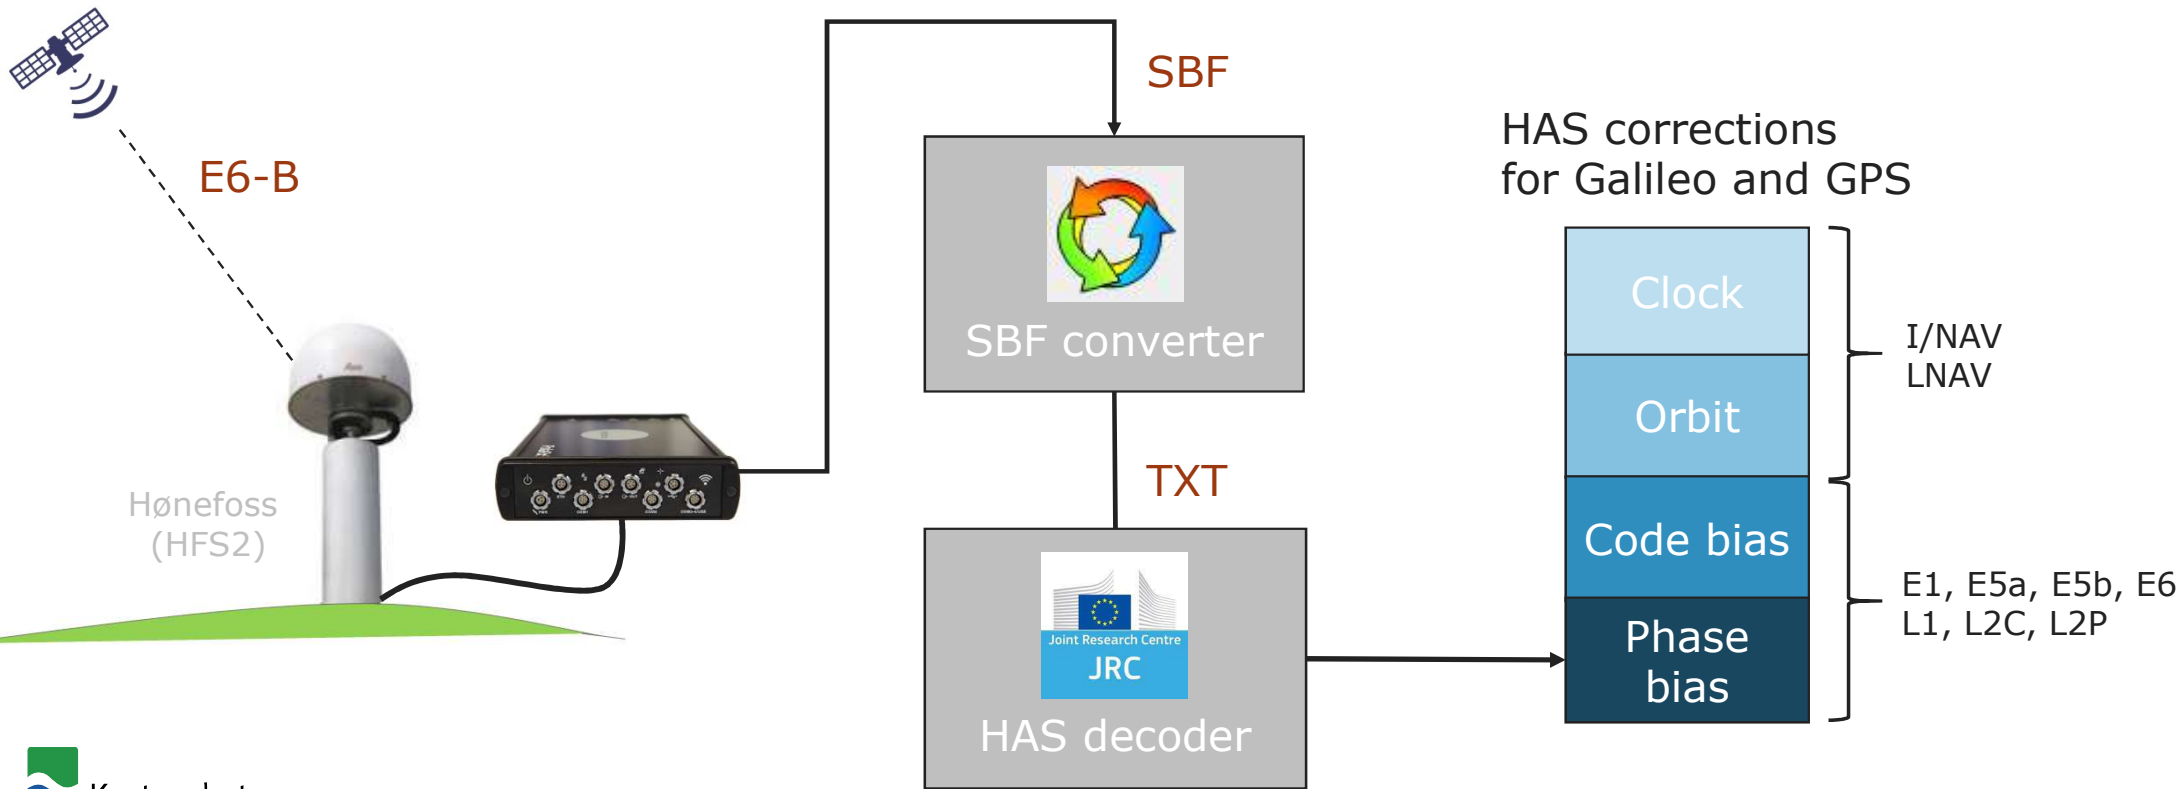 SBF
E6-B
HAS corrections
for Galileo and GPS
SBF converter
Clock
Orbit
I/NAV
LNAV
Hønefoss
(HFS2)
TXT
Code bias
Phase
bias
E1, E5a, E5b, E6
L1, L2C, L2P
Joint Research Centre
JRC
HAS decoder